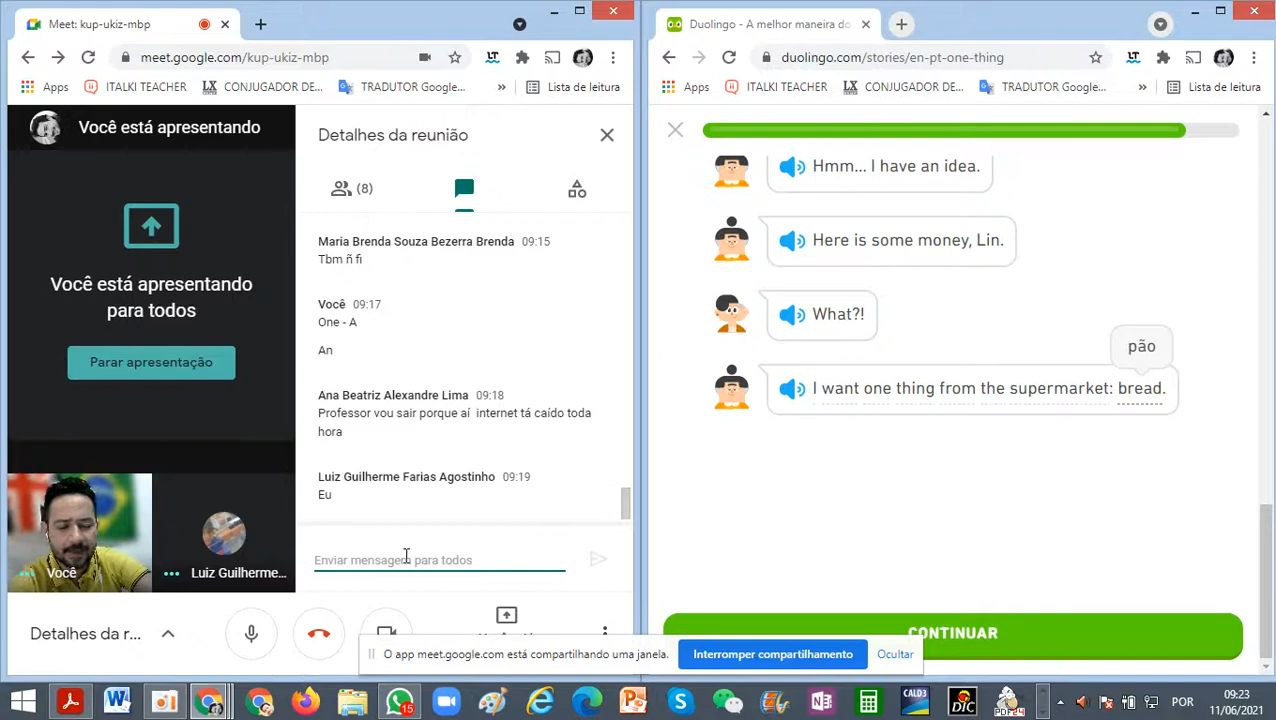 Meet: kup-ukiz-mbp
meet.google.com/kup-ukiz-mbp
Apps
ITALKI TEACHER
CONJUGADOR DE...
TRADUTOR Google...
»
Lista de leitura
Você está apresentando
Você está apresentando
para todos
Parar apresentação
Você
Luiz Guilherme...
Detalhes da reunião
(8)
Maria Brenda Souza Bezerra Brenda 09:15
Tbm ñ fi
Você 09:17
One - A
An
Ana Beatriz Alexandre Lima 09:18
Professor vou sair porque aí internet tá caído toda
hora
Luiz Guilherme Farias Agostinho 09:19
Eu
Enviar mensagem para todos
Detalhes da r...
O app meet.google.com está compartilhando uma janela.
Interromper compartilhamento
Ocultar
Duolingo - A melhor maneira do
duolingo.com/stories/en-pt-one-thing
Apps
ITALKI TEACHER
LX CONJUGADOR DE...
TRADUTOR Google...
»
Lista de leitura
Hmm... I have an idea.
Here is some money, Lin.
What?!
pão
I want one thing from the supermarket: bread.
CONTINUAR
15
CALD3
DIC
PDF24
POR
09:23
11/06/2021